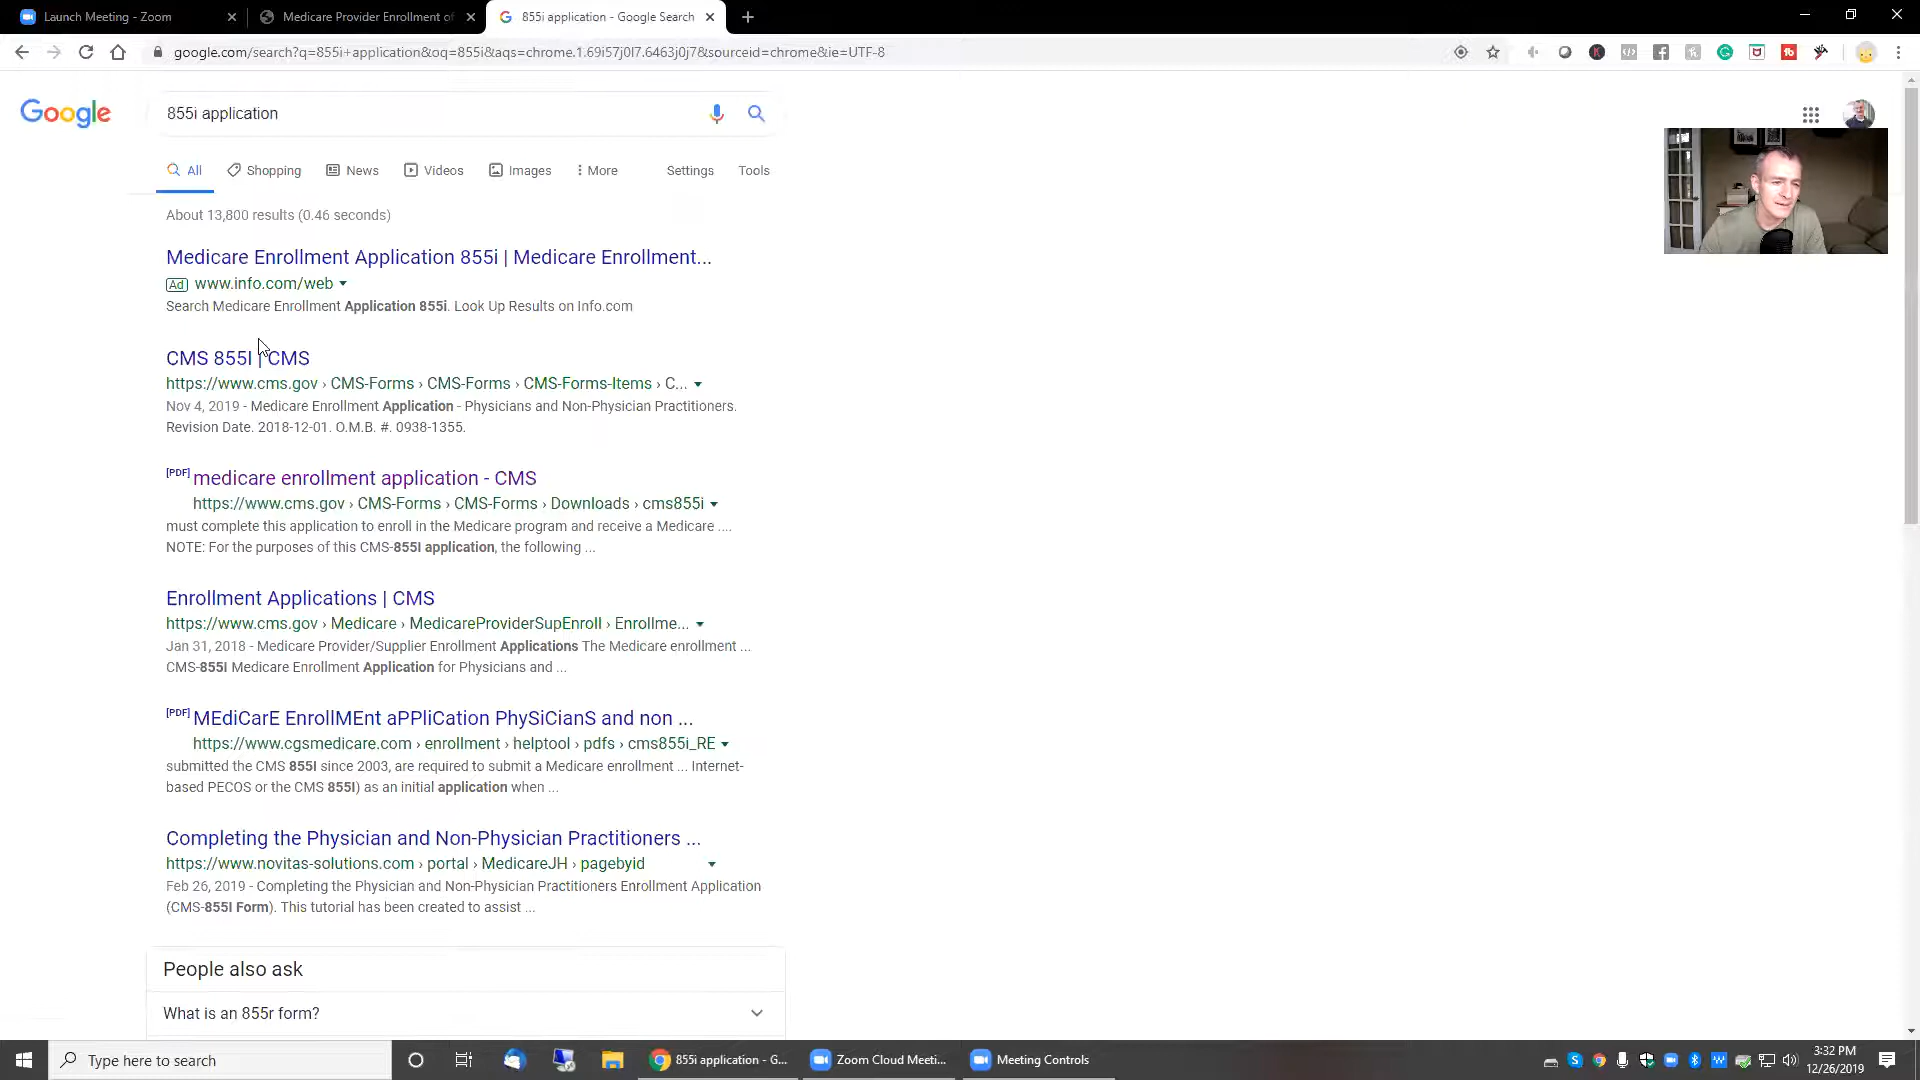 Launch Meeting - Zoom
Medicare Provider Enrollment of
855i application - Google Search
google.com/search?q=855i+application&oq=855i&aqs=chrome.1.69i57j0l7.6463j0j7&sourceid=chrome&ie=UTF-8
Google
855i application
All
Shopping
News
Videos
Images
More
Settings
Tools
About 13,800 results (0.46 seconds)
Medicare Enrollment Application 855i | Medicare Enrollment...
Ad www.info.com/web
Search Medicare Enrollment Application 855i. Look Up Results on Info.com
CMS 855I | CMS
https://www.cms.gov › CMS-Forms › CMS-Forms › CMS-Forms-Items › C...
Nov 4, 2019 - Medicare Enrollment Application - Physicians and Non-Physician Practitioners.
Revision Date. 2018-12-01. O.M.B. #. 0938-1355.
[PDF] medicare enrollment application - CMS
https://www.cms.gov › CMS-Forms › CMS-Forms › Downloads › cms855i
must complete this application to enroll in the Medicare program and receive a Medicare ....
NOTE: For the purposes of this CMS-855I application, the following ...
Enrollment Applications | CMS
https://www.cms.gov › Medicare › MedicareProviderSupEnroll › Enrollme...
Jan 31, 2018 - Medicare Provider/Supplier Enrollment Applications The Medicare enrollment ...
CMS-855I Medicare Enrollment Application for Physicians and ...
[PDF] MEdiCarE EnrollMEnt aPPliCation PhySiCianS and non ...
https://www.cgsmedicare.com › enrollment › helptool › pdfs › cms855i_RE
submitted the CMS 855I since 2003, are required to submit a Medicare enrollment ... Internet-
based PECOS or the CMS 855I) as an initial application when ...
Completing the Physician and Non-Physician Practitioners ...
https://www.novitas-solutions.com › portal › MedicareJH › pagebyid
Feb 26, 2019 - Completing the Physician and Non-Physician Practitioners Enrollment Application
(CMS-855I Form). This tutorial has been created to assist ...
People also ask
What is an 855r form?
Type here to search
855i application - G...
Zoom Cloud Meeti...
Meeting Controls
3:32 PM
12/26/2019